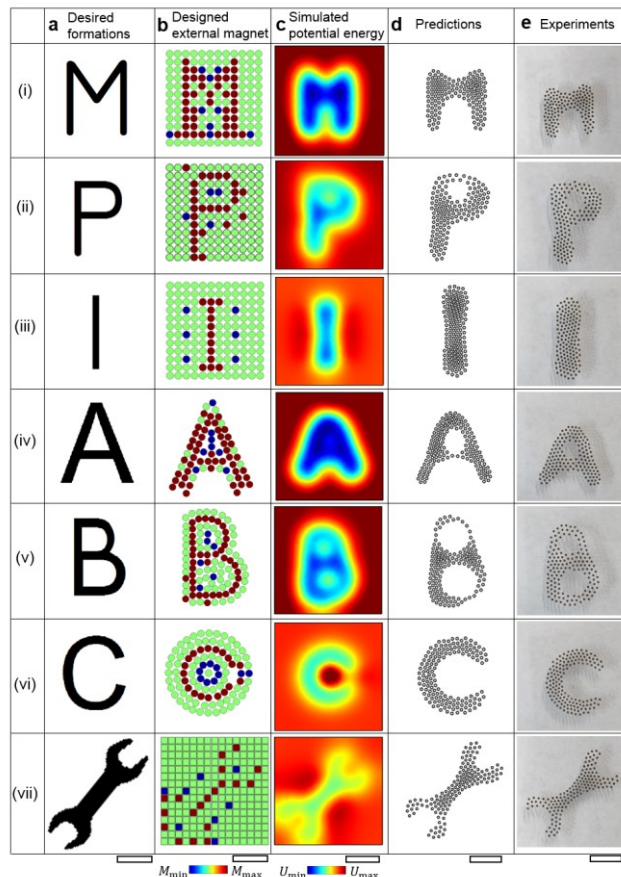 a Desired formations
b Designed external magnet
c Simulated potential energy
d Predictions
e Experiments
(i)
M
(ii)
P
(iii)
I
(iv)
A
(v)
B
(vi)
C
(vii)
M_min M_max U_min U_max